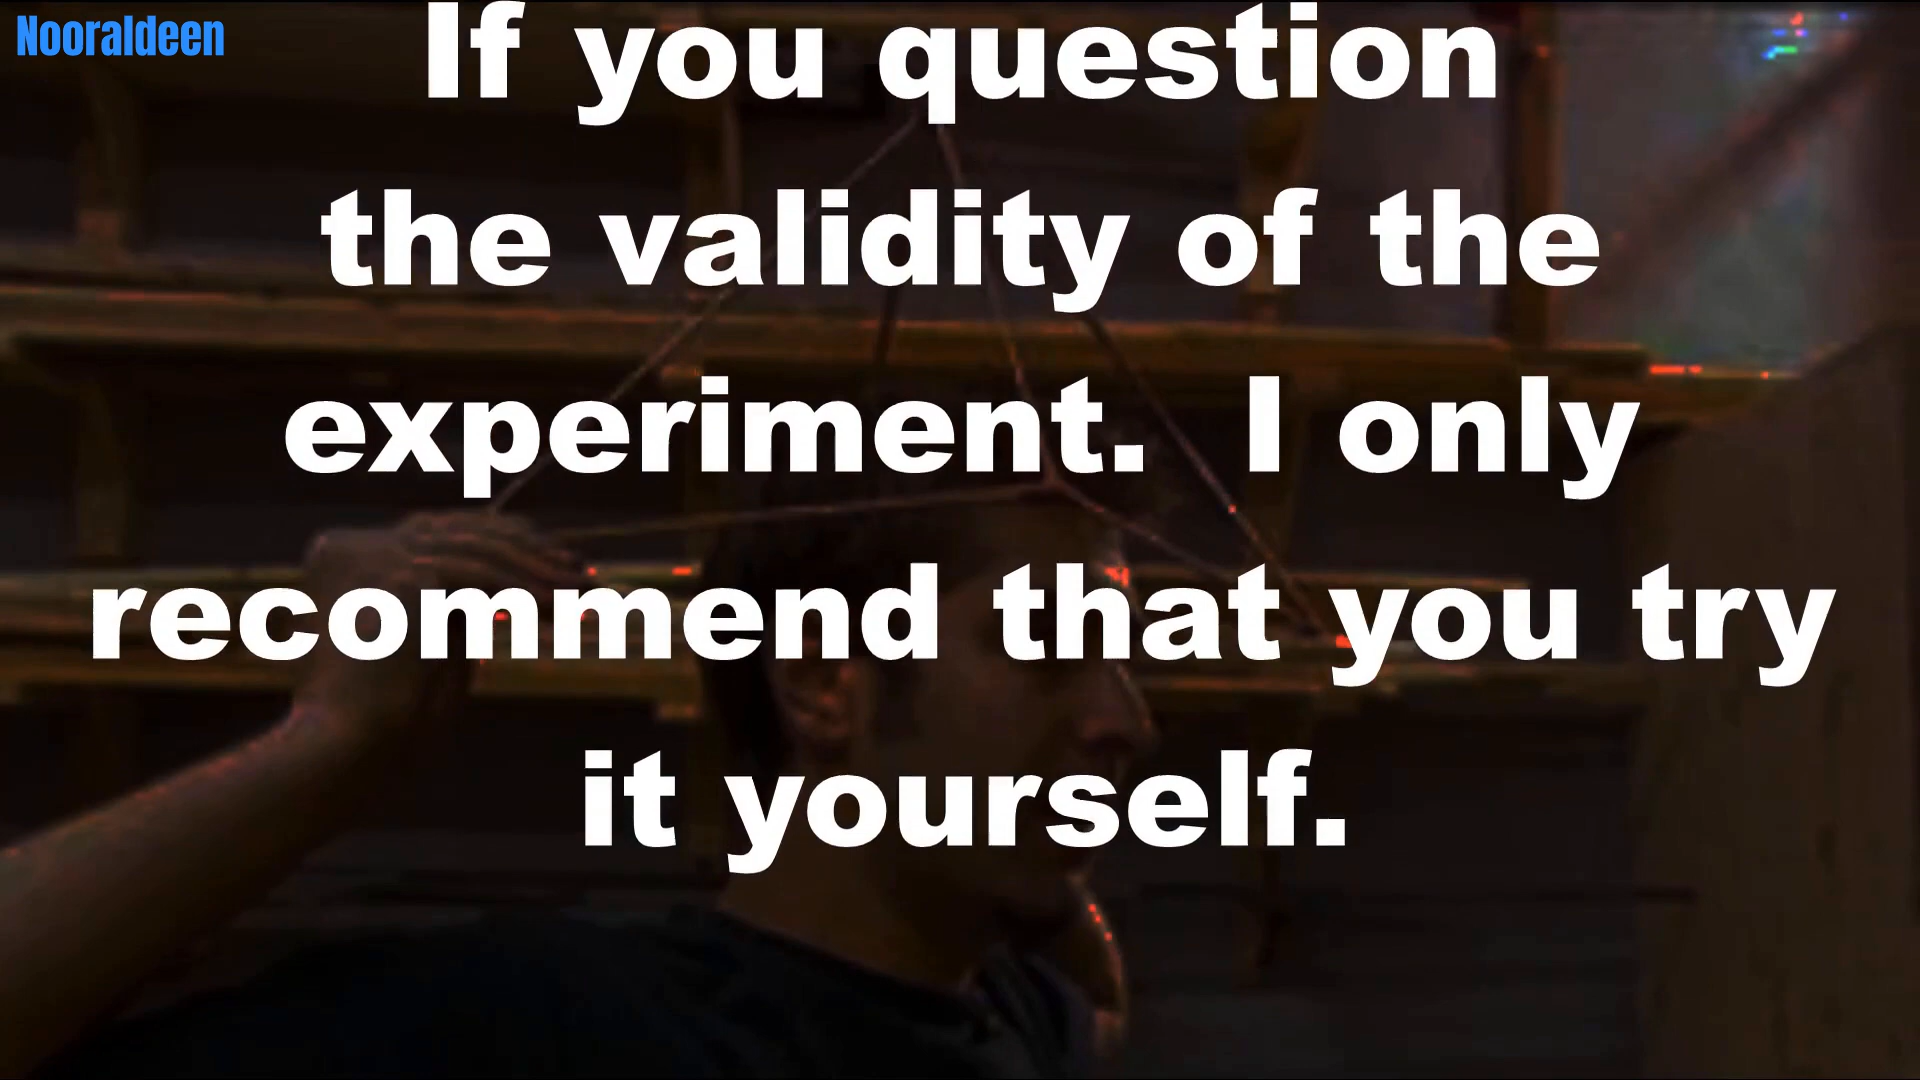 Nooraldeen
If you question
the validity of the
experiment.  I only
recommend that you try
it yourself.